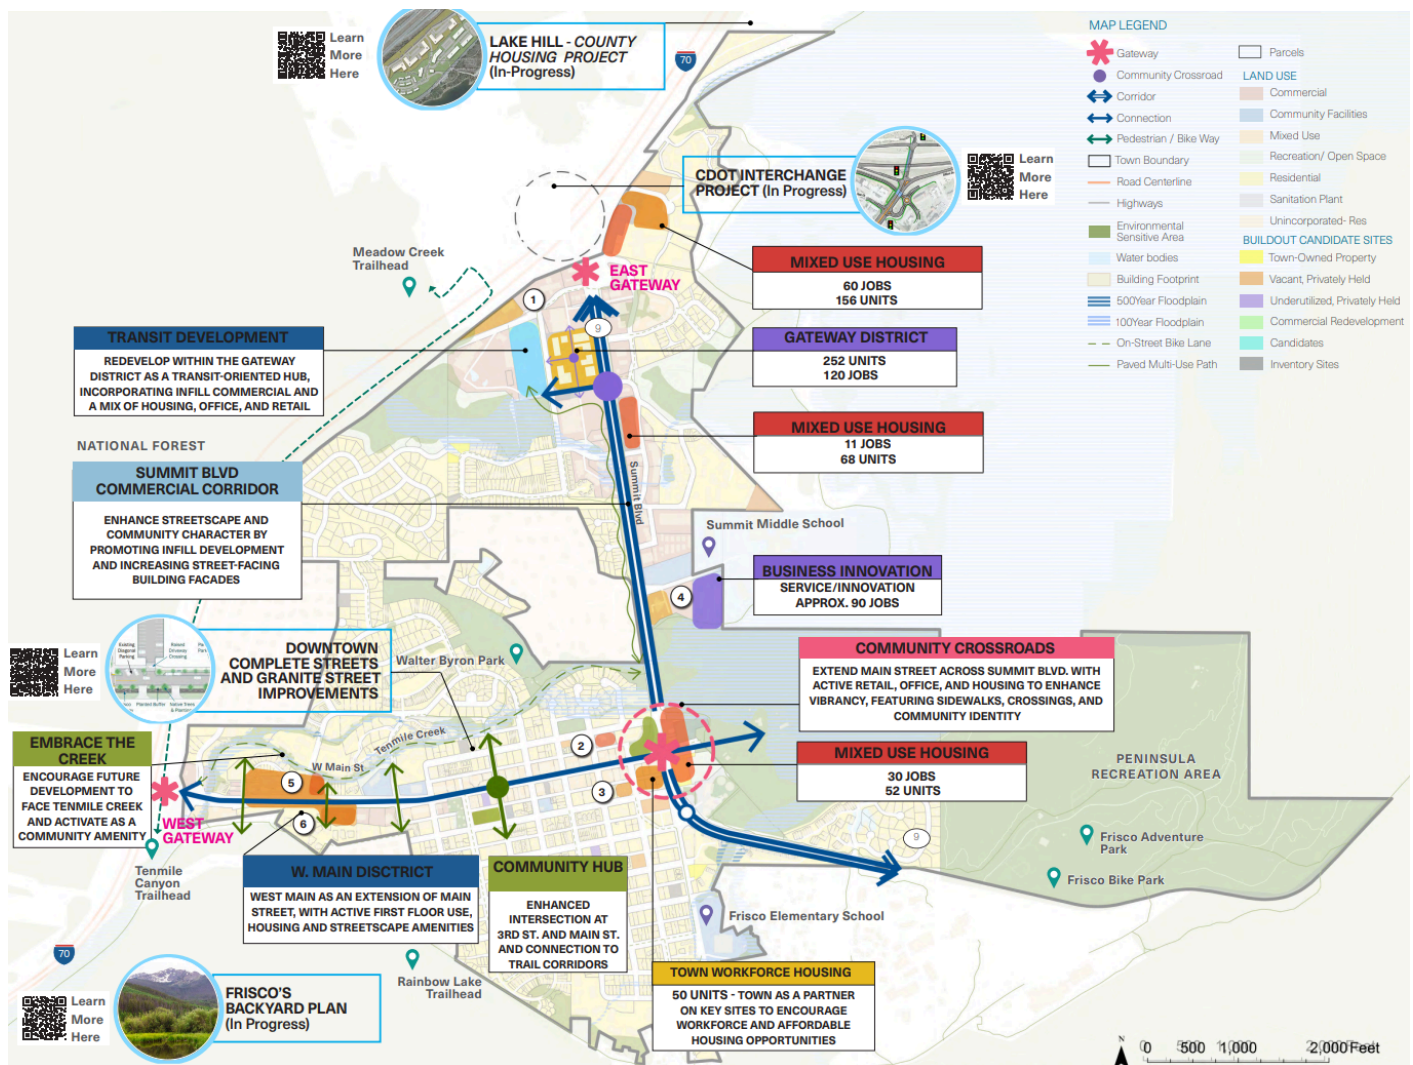 Learn
More
Here
LAKE HILL - COUNTY
HOUSING PROJECT
(In-Progress)
70
MAP LEGEND
Gateway
Community Crossroad
Corridor
Connection
Pedestrian / Bike Way
Town Boundary
Road Centerline
Highways
Environmental
Sensitive Area
Water bodies
Building Footprint
500Year Floodplain
100Year Floodplain
On-Street Bike Lane
Paved Multi-Use Path
Parcels
LAND USE
Commercial
Community Facilities
Mixed Use
Recreation/ Open Space
Residential
Sanitation Plant
Unincorporated- Res
BUILDOUT CANDIDATE SITES
Town-Owned Property
Vacant, Privately Held
Underutilized, Privately Held
Commercial Redevelopment
Candidates
Inventory Sites
CDOT INTERCHANGE
PROJECT (In Progress)
Learn
More
Here
Meadow Creek
Trailhead
EAST
GATEWAY
MIXED USE HOUSING
60 JOBS
156 UNITS
1
9
TRANSIT DEVELOPMENT
REDEVELOP WITHIN THE GATEWAY
DISTRICT AS A TRANSIT-ORIENTED HUB,
INCORPORATING INFILL COMMERCIAL AND
A MIX OF HOUSING, OFFICE, AND RETAIL
GATEWAY DISTRICT
252 UNITS
120 JOBS
MIXED USE HOUSING
11 JOBS
68 UNITS
NATIONAL FOREST
SUMMIT BLVD
COMMERCIAL CORRIDOR
ENHANCE STREETSCAPE AND
COMMUNITY CHARACTER BY
PROMOTING INFILL DEVELOPMENT
AND INCREASING STREET-FACING
BUILDING FACADES
Summit Blvd
Summit Middle School
BUSINESS INNOVATION
SERVICE/INNOVATION
APPROX. 90 JOBS
4
Learn
More
Here
Existing
Diagonal
Parking
Planted Buffer
DOWNTOWN
COMPLETE STREETS
AND GRANITE STREET
IMPROVEMENTS
Walter Byron Park
COMMUNITY CROSSROADS
EXTEND MAIN STREET ACROSS SUMMIT BLVD. WITH
ACTIVE RETAIL, OFFICE, AND HOUSING TO ENHANCE
VIBRANCY, FEATURING SIDEWALKS, CROSSINGS, AND
COMMUNITY IDENTITY
EMBRACE THE
CREEK
ENCOURAGE FUTURE
DEVELOPMENT TO
FACE TENMILE CREEK
AND ACTIVATE AS A
COMMUNITY AMENITY
Tenmile Creek
W Main St
2
3
5
6
MIXED USE HOUSING
30 JOBS
52 UNITS
PENINSULA
RECREATION AREA
WEST
GATEWAY
9
Frisco Adventure
Park
Frisco Bike Park
Tenmile
Canyon
Trailhead
W. MAIN DISCTRICT
WEST MAIN AS AN EXTENSION OF MAIN
STREET, WITH ACTIVE FIRST FLOOR USE,
HOUSING AND STREETSCAPE AMENITIES
COMMUNITY HUB
ENHANCED
INTERSECTION AT
3RD ST. AND MAIN ST.
AND CONNECTION TO
TRAIL CORRIDORS
Frisco Elementary School
70
Rainbow Lake
Trailhead
Learn
More
Here
FRISCO'S
BACKYARD PLAN
(In Progress)
TOWN WORKFORCE HOUSING
50 UNITS - TOWN AS A PARTNER
ON KEY SITES TO ENCOURAGE
WORKFORCE AND AFFORDABLE
HOUSING OPPORTUNITIES
N
0 500 1,000 2,000 Feet